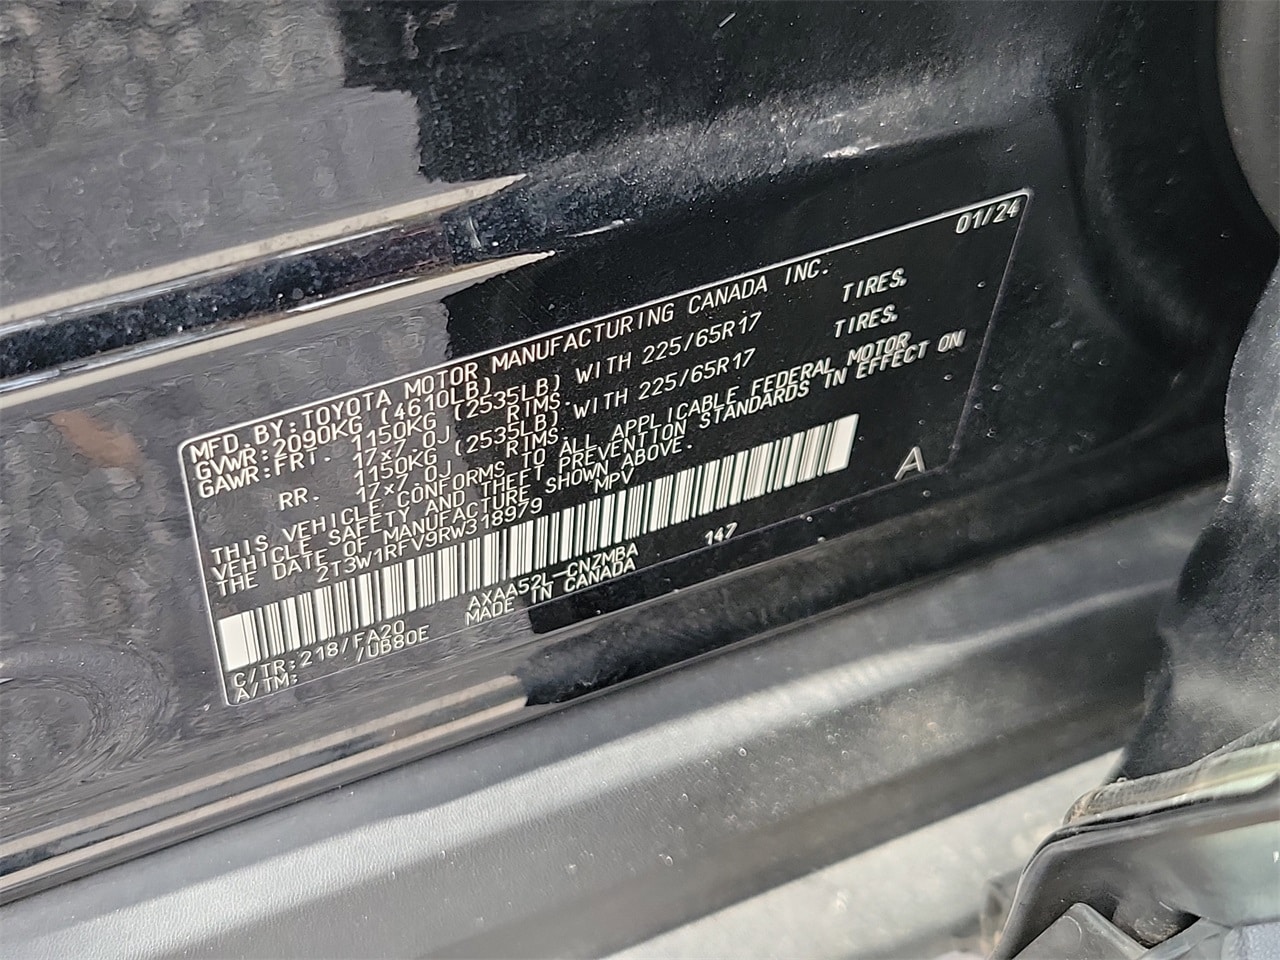 01/24
MFD.BY:TOYOTA MOTOR MANUFACTURING CANADA INC.
GVWR:2090KG (4610LB)
GAWR:FRT. 1150KG (2535LB) WITH 225/65R17 TIRES,
17x7.0J RIMS.
RR. 1150KG (2535LB) WITH 225/65R17 TIRES,
17x7.0J RIMS.
THIS VEHICLE CONFORMS TO ALL APPLICABLE FEDERAL MOTOR
VEHICLE SAFETY AND THEFT PREVENTION STANDARDS IN EFFECT ON
THE DATE OF MANUFACTURE SHOWN ABOVE.
2T3W1RFV9RW318979 MPV
A
C/TR:218/FA20 AXAA52L-CNZMBA 147
A/TM: /UB80E MADE IN CANADA